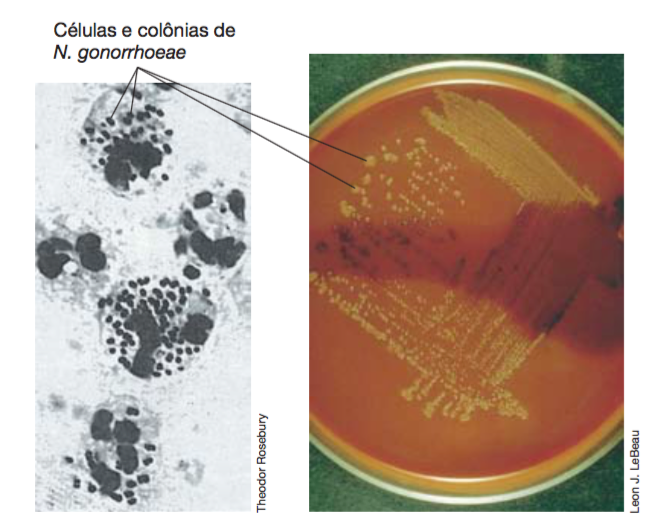 Células e colônias de
N. gonorrhoeae
Theodor Rosebury
Leon J. LeBeau